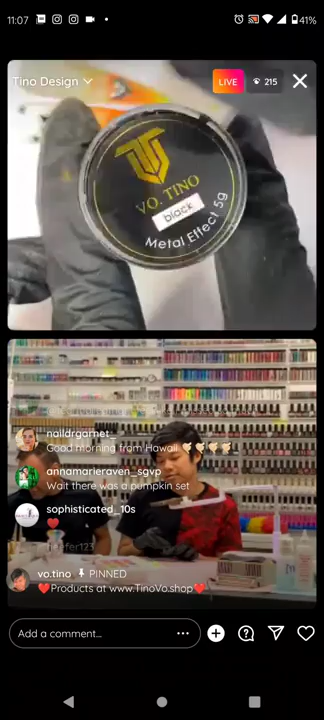 11:07
41%
Tino Design
LIVE
215
VO. TINO
black
Metal Effect 5g
naildrgamet_
Good morning from Hawaii 🤙🏻🤙🏻🤙🏻🤙🏻
annamarieraven_sgvp
Wait there was a pumpkin set
sophisticated_10s
❤️
vo.tino PINNED
❤️Products at www.TinoVo.shop❤️
Add a comment...